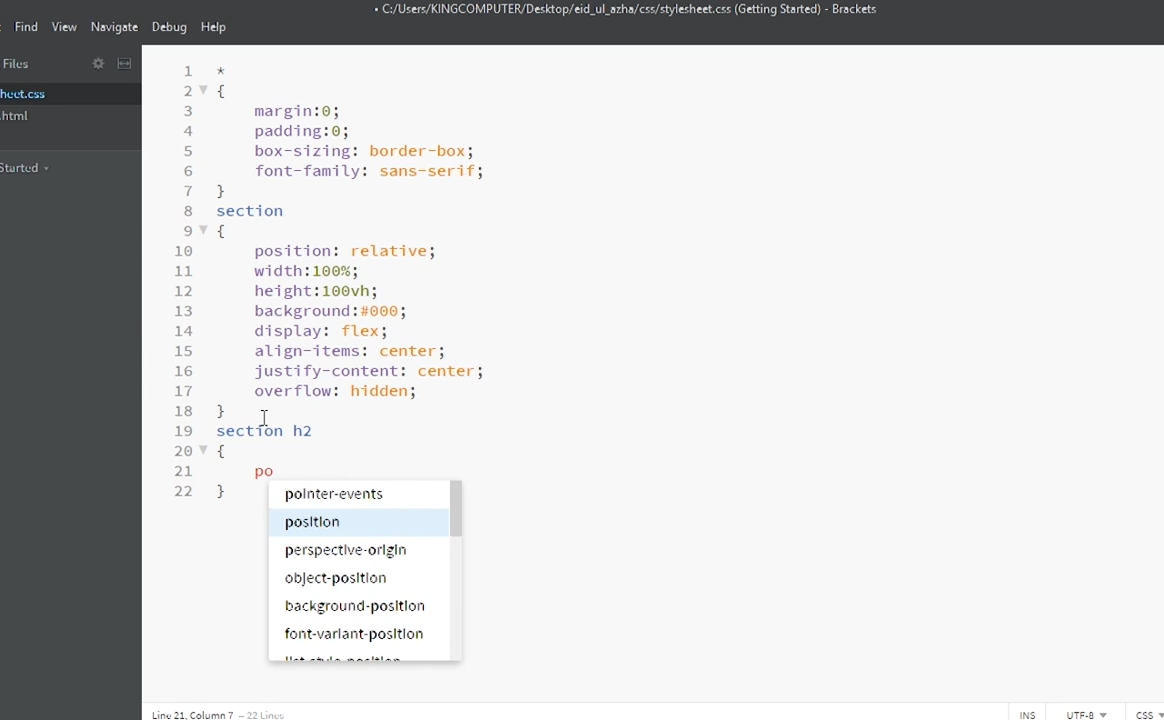 • C:/Users/KINGCOMPUTER/Desktop/eid_ul_azha/css/stylesheet.css (Getting Started) - Brackets
Find View Navigate Debug Help
Files
heet.css
.html
Started
1 *
2 {
3 margin:0;
4 padding:0;
5 box-sizing: border-box;
6 font-family: sans-serif;
7 }
8 section
9 {
10 position: relative;
11 width:100%;
12 height:100vh;
13 background:#000;
14 display: flex;
15 align-items: center;
16 justify-content: center;
17 overflow: hidden;
18 }
19 section h2
20 {
21 po
22 }
pointer-events
position
perspective-origin
object-position
background-position
font-variant-position
list-style-position
Line 21, Column 7 – 22 Lines
INS UTF-8 CSS